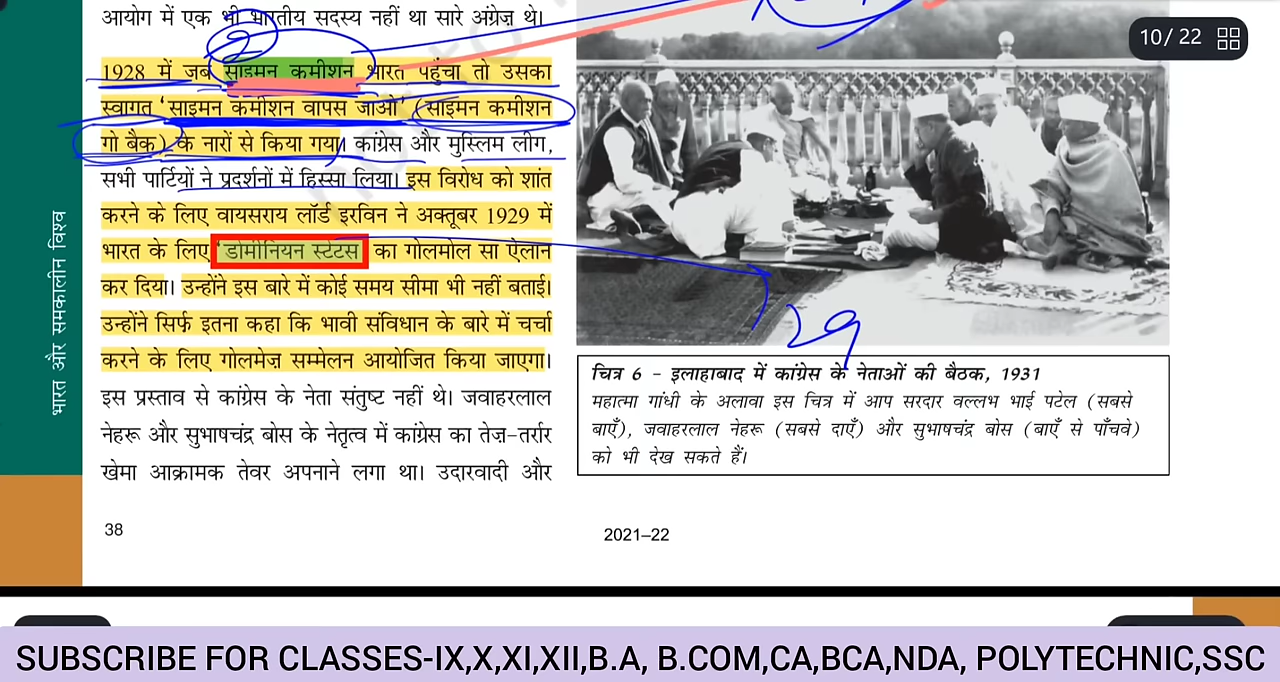 आयोग में एक भी भारतीय सदस्य नहीं था सारे अंग्रेज़ थे।
2
1928 में जब साइमन कमीशन भारत पहुंचा तो उसका
स्वागत 'साइमन कमीशन वापस जाओ' (साइमन कमीशन
गो बैक) के नारों से किया गया। कांग्रेस और मुस्लिम लीग,
सभी पार्टियों ने प्रदर्शनों में हिस्सा लिया। इस विरोध को शांत
करने के लिए वायसराय लॉर्ड इरविन ने अक्तूबर 1929 में
भारत के लिए 'डोमीनियन स्टेटस का गोलमोल सा ऐलान
कर दिया। उन्होंने इस बारे में कोई समय सीमा भी नहीं बताई।
उन्होंने सिर्फ़ इतना कहा कि भावी संविधान के बारे में चर्चा
करने के लिए गोलमेज़ सम्मेलन आयोजित किया जाएगा।
इस प्रस्ताव से कांग्रेस के नेता संतुष्ट नहीं थे। जवाहरलाल
नेहरू और सुभाषचंद्र बोस के नेतृत्व में कांग्रेस का तेज़-तर्रार
खेमा आक्रामक तेवर अपनाने लगा था। उदारवादी और
38
भारत और समकालीन विश्व
10/ 22
29
चित्र 6 – इलाहाबाद में कांग्रेस के नेताओं की बैठक, 1931
महात्मा गांधी के अलावा इस चित्र में आप सरदार वल्लभ भाई पटेल (सबसे
बाएँ), जवाहरलाल नेहरू (सबसे दाएँ) और सुभाषचंद्र बोस (बाएँ से पाँचवे)
को भी देख सकते हैं।
2021–22
SUBSCRIBE FOR CLASSES-IX,X,XI,XII,B.A, B.COM,CA,BCA,NDA, POLYTECHNIC,SSC